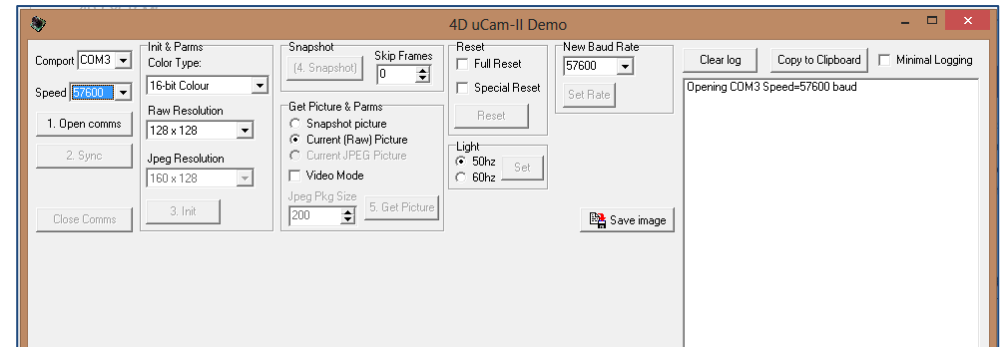 4D uCam-II Demo
Comport COM3
Speed 57600
1. Open comms
2. Sync
Close Comms
Init & Parms
Color Type:
16-bit Colour
Raw Resolution
128 x 128
Jpeg Resolution
160 x 128
3. Init
Snapshot
(4. Snapshot)
Skip Frames
0
Get Picture & Parms
Snapshot picture
Current (Raw) Picture
Current JPEG Picture
Video Mode
Jpeg Pkg Size
200
5. Get Picture
Reset
Full Reset
Special Reset
Reset
Light
50hz
60hz
Set
New Baud Rate
57600
Set Rate
Save image
Clear log
Copy to Clipboard
Minimal Logging
Opening COM3 Speed=57600 baud